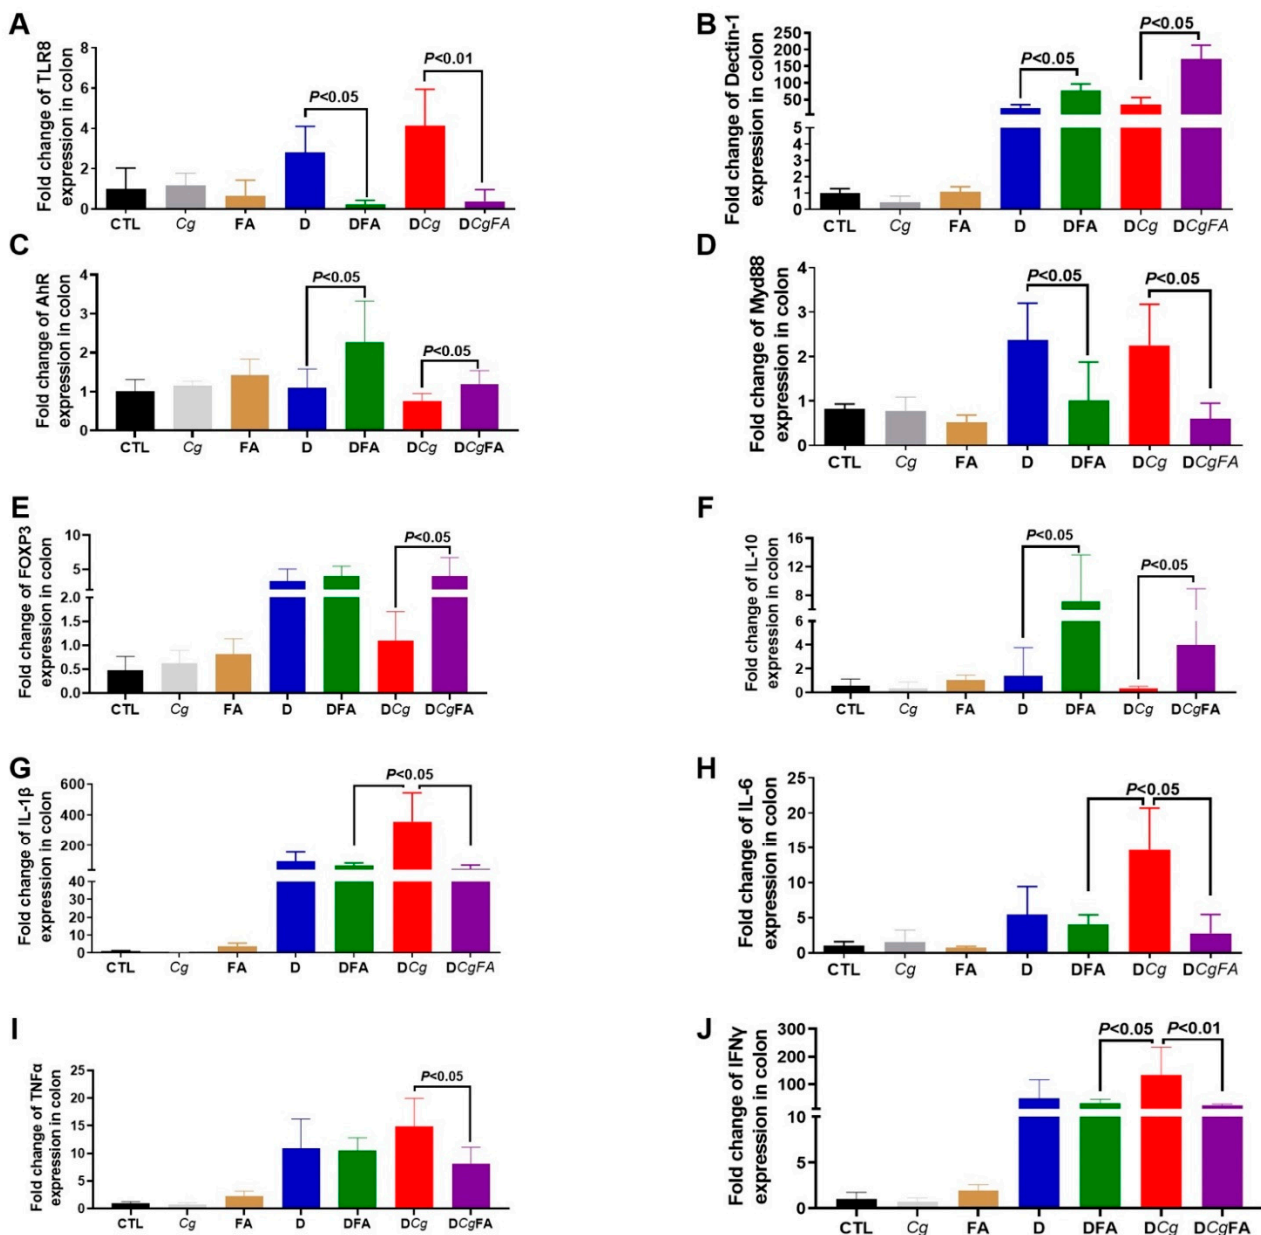 A
Fold change of TLR8
expression in colon
8
6
4
2
0
P<0.05
P<0.01
CTL Cg FA D DFA DCg DCgFA
B
Fold change of Dectin-1
expression in colon
250
200
150
100
50
5
4
3
2
1
0
P<0.05
P<0.05
CTL Cg FA D DFA DCg DCgFA
C
Fold change of AhR
expression in colon
4
3
2
1
0
P<0.05
P<0.05
CTL Cg FA D DFA DCg DCgFA
D
Fold change of Myd88
expression in colon
4
3
2
1
0
P<0.05
P<0.05
CTL Cg FA D DFA DCg DCgFA
E
Fold change of FOXP3
expression in colon
10
5
2.0
1.5
1.0
0.5
0.0
P<0.05
CTL Cg FA D DFA DCg DCgFA
F
Fold change of IL-10
expression in colon
16
12
8
6
4
2
0
P<0.05
P<0.05
CTL Cg FA D DFA DCg DCgFA
G
Fold change of IL-1β
expression in colon
600
400
200
40
30
20
10
0
P<0.05
CTL Cg FA D DFA DCg DCgFA
H
Fold change of IL-6
expression in colon
25
20
15
10
5
0
P<0.05
CTL Cg FA D DFA DCg DCgFA
I
Fold change of TNFα
expression in colon
25
20
15
10
5
0
P<0.05
CTL Cg FA D DFA DCg DCgFA
J
Fold change of IFNγ
expression in colon
300
200
100
10
5
0
P<0.05
P<0.01
CTL Cg FA D DFA DCg DCgFA